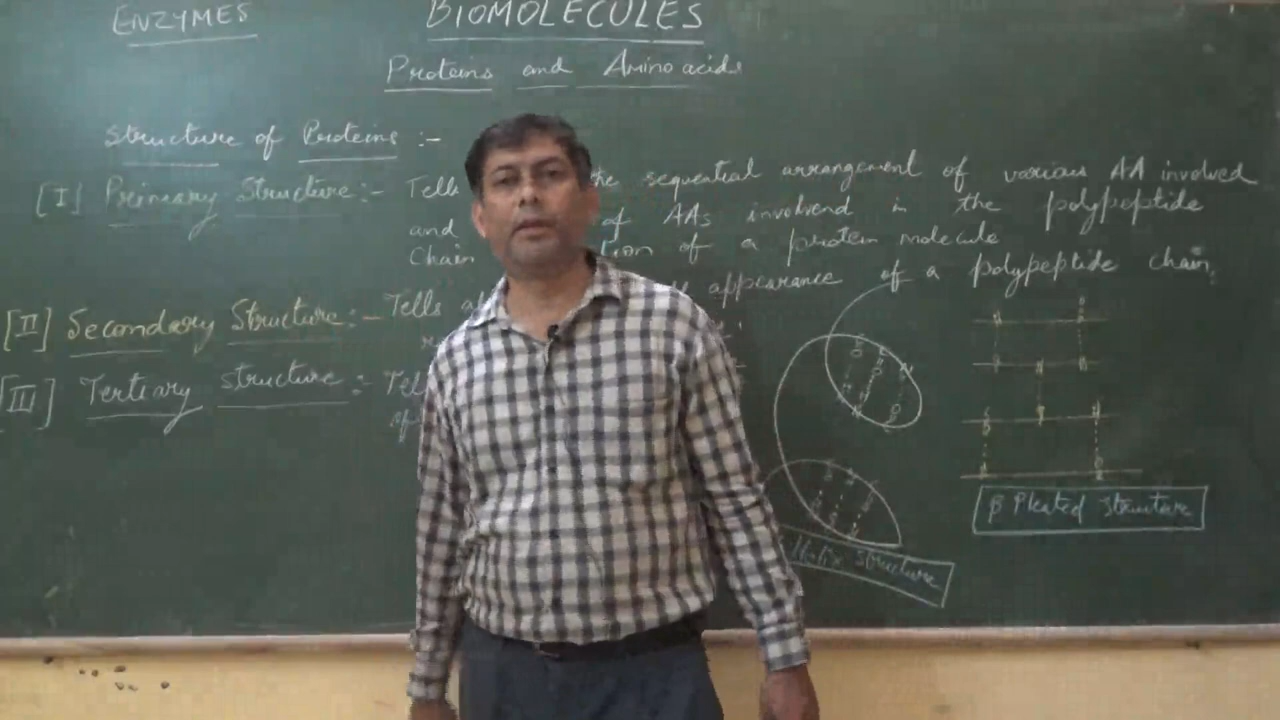 ENZYMES
BIOMOLECULES
Proteins and Amino acids
Structure of Proteins :-
[I] Primary Structure:- Tells the sequential arrangement of various AA involved
and of AAs involvend in the polypeptide
Chain of a protein molecule
[II] Secondary Structure:- Tells appearance of a polypeptide chain,
[III] Tertiary structure:-
β Pleated Structure
Helix Structure